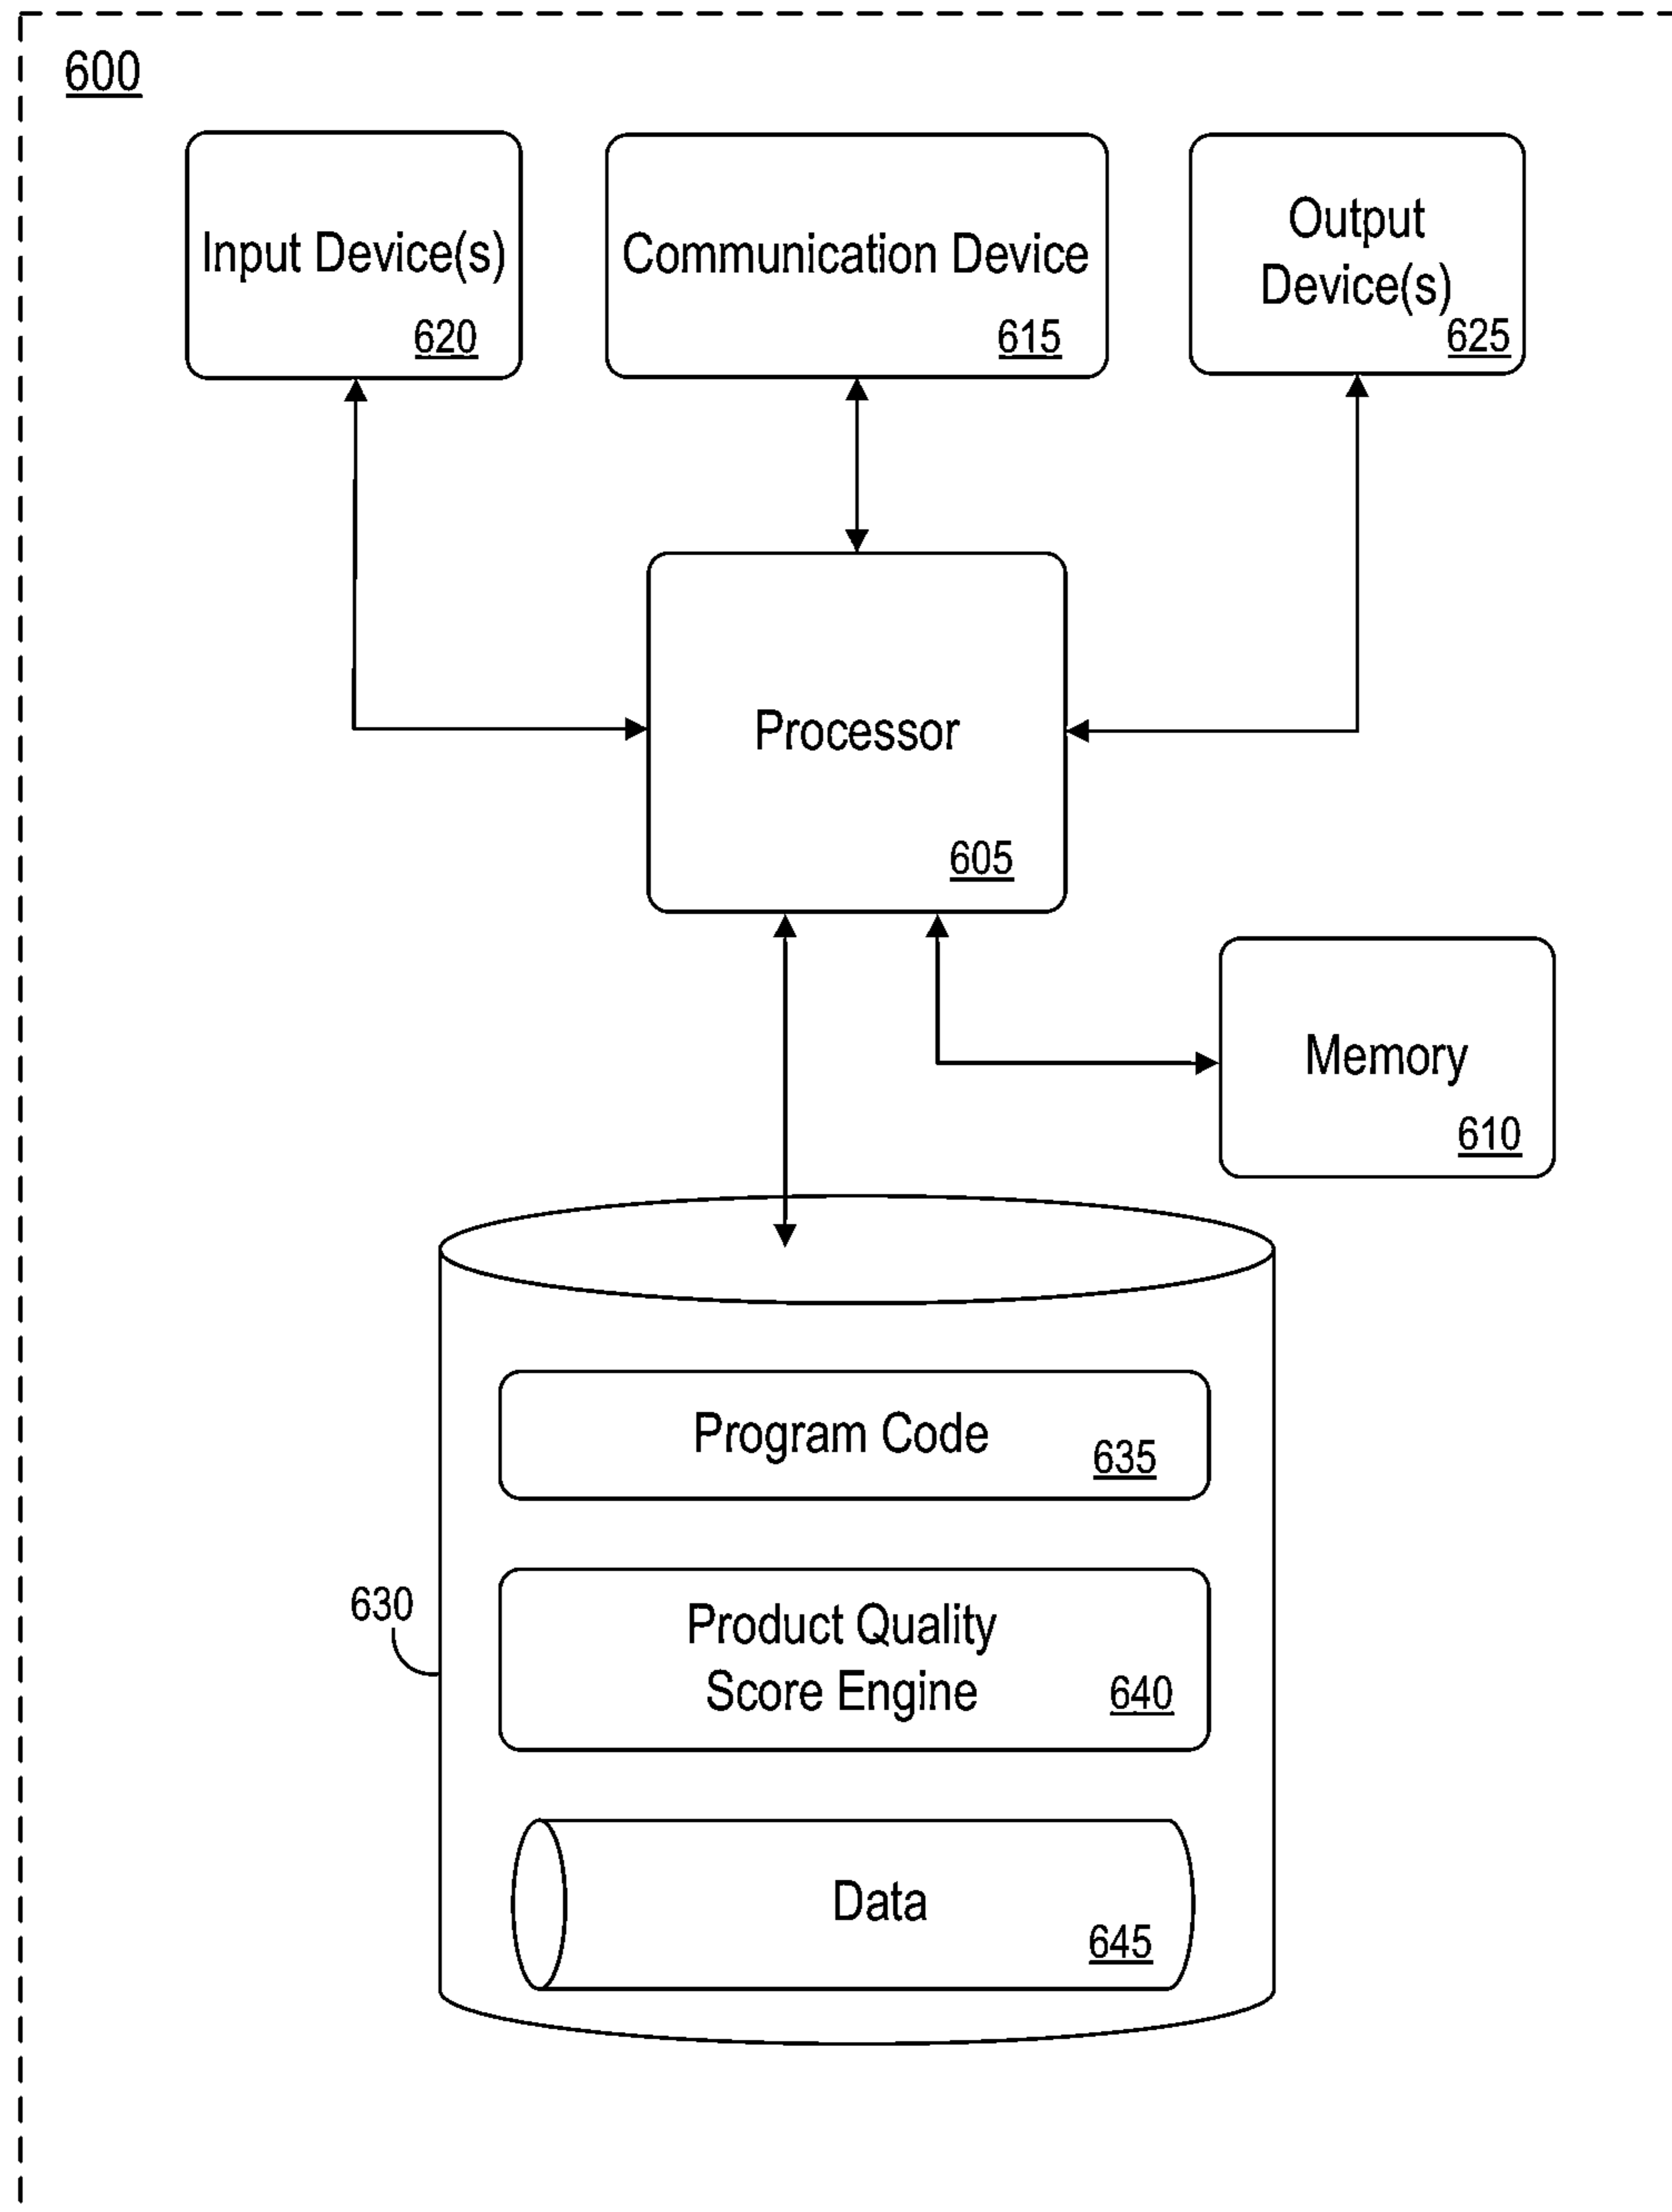 600
Input Device(s)
620
Communication Device
615
Output
Device(s)
625
Processor
605
Memory
610
Program Code
635
630
Product Quality
Score Engine
640
Data
645